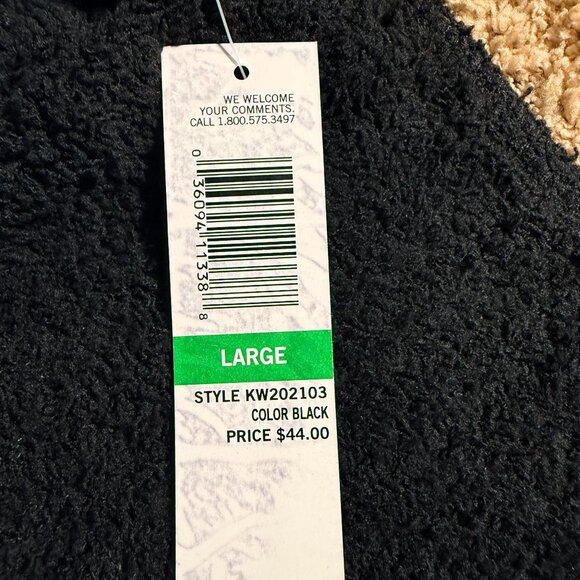 WE WELCOME
YOUR COMMENTS.
CALL 1.800.575.3497
0 36094 11338 8
LARGE
STYLE KW202103
COLOR BLACK
PRICE $44.00